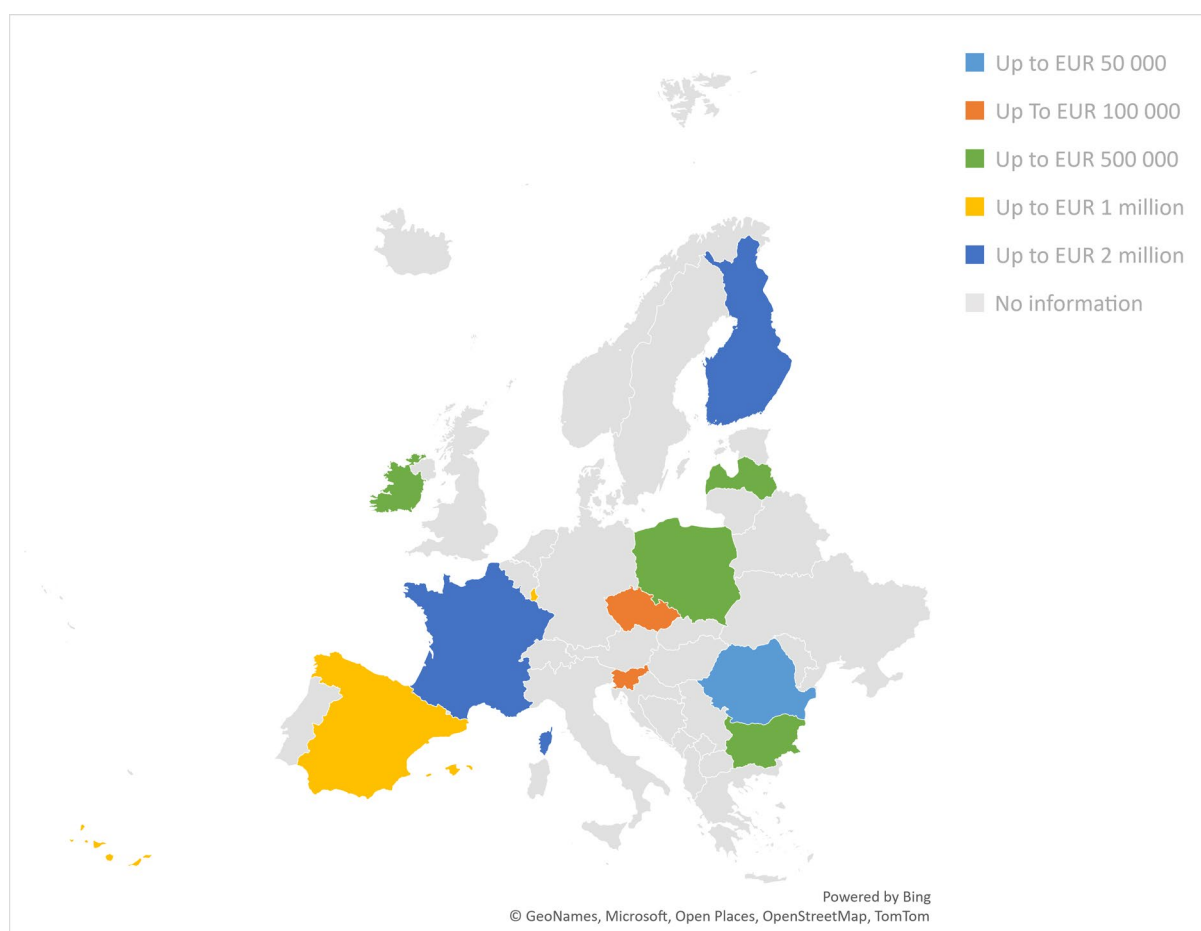 Up to EUR 50 000
Up To EUR 100 000
Up to EUR 500 000
Up to EUR 1 million
Up to EUR 2 million
No information
Powered by Bing
© GeoNames, Microsoft, Open Places, OpenStreetMap, TomTom